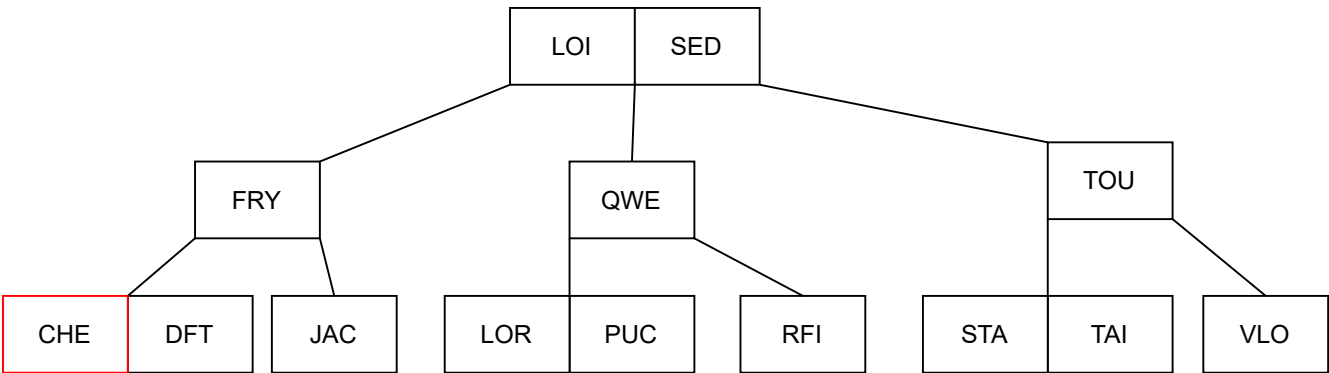 LOI SED
FRY QWE TOU
CHE DFT JAC LOR PUC RFI STA TAI VLO